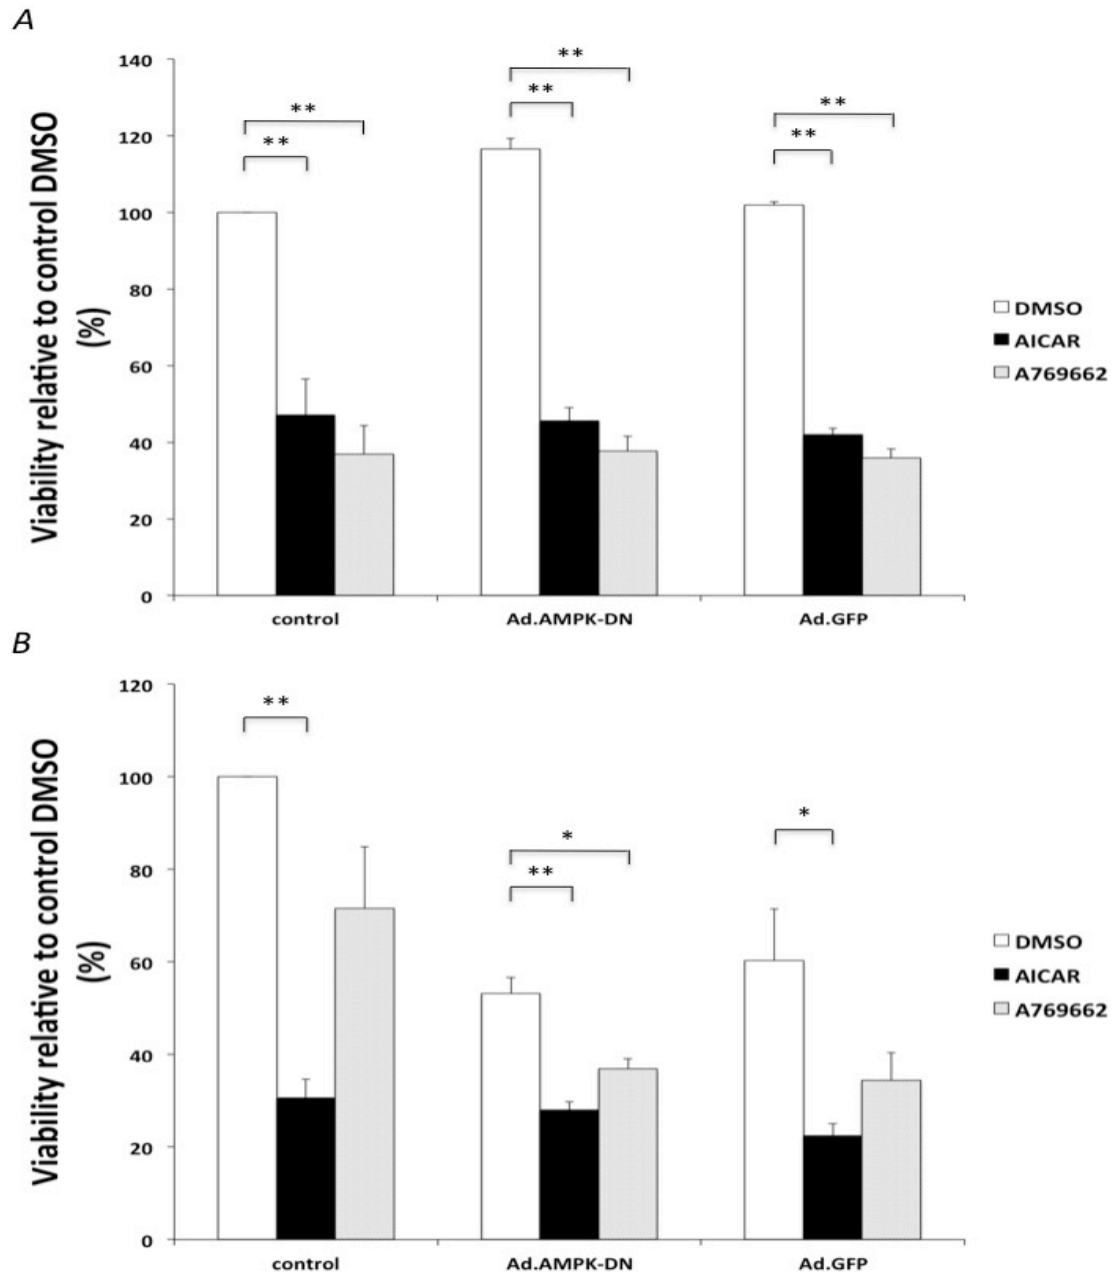 A
Viability relative to control DMSO
(%)
140
120
100
80
60
40
20
0
**
**
**
**
**
**
control
Ad.AMPK-DN
Ad.GFP
DMSO
AICAR
A769662
B
Viability relative to control DMSO
(%)
120
100
80
60
40
20
0
**
*
**
*
control
Ad.AMPK-DN
Ad.GFP
DMSO
AICAR
A769662